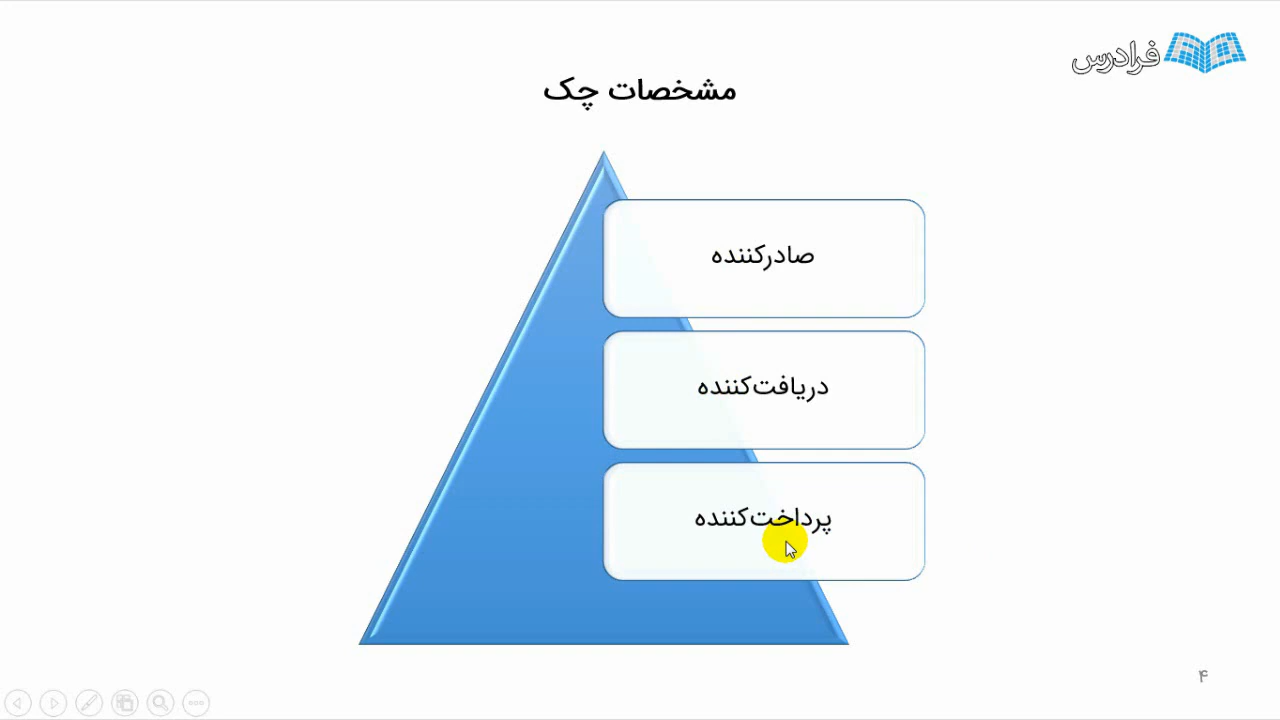 فرادرس
مشخصات چک
صادرکننده
دریافت‌کننده
پرداخت‌کننده
۴